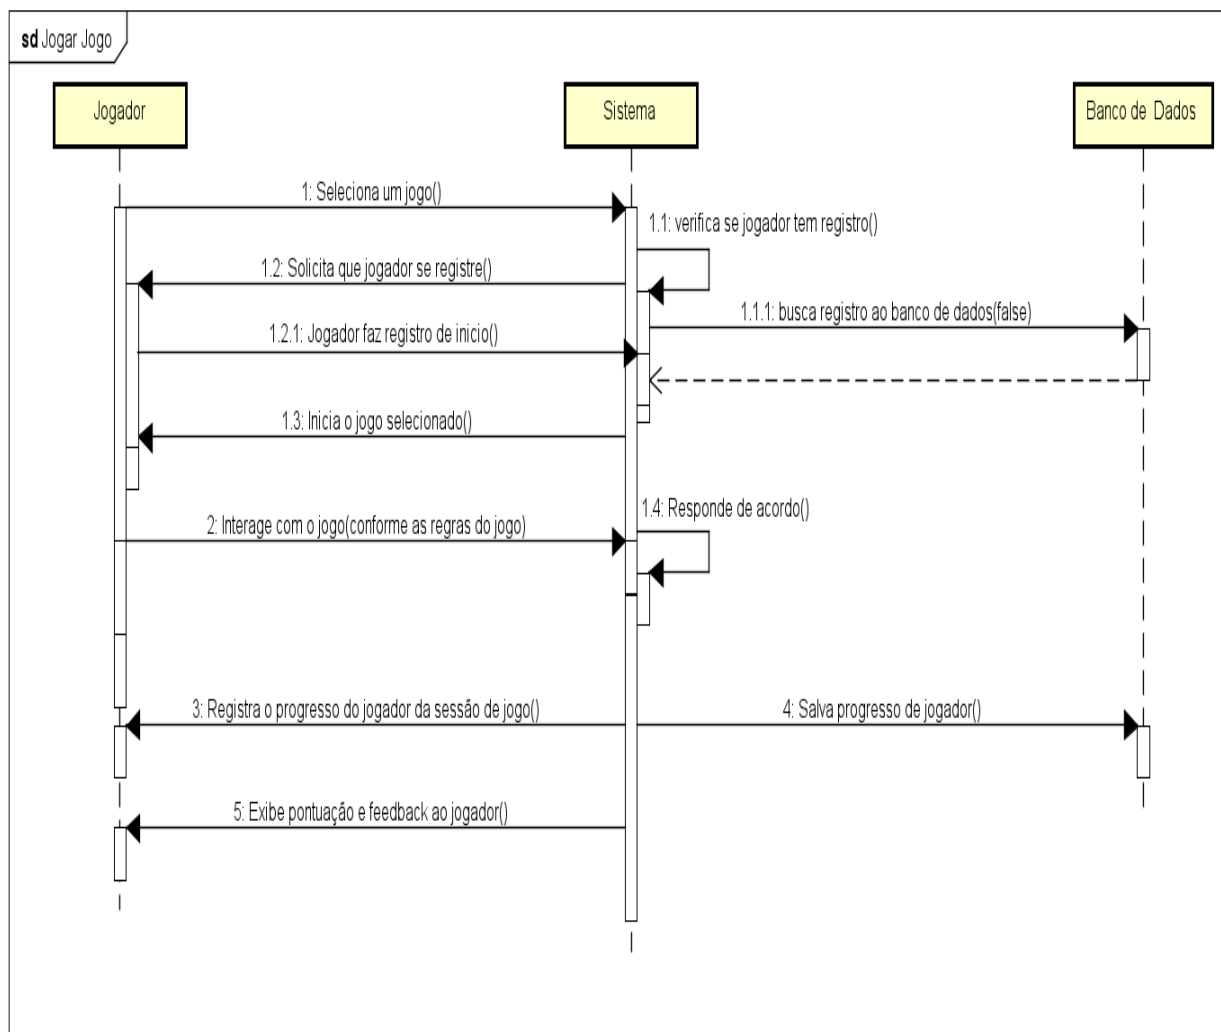 sd Jogar Jogo
Jogador
Sistema
Banco de Dados
1: Seleciona um jogo()
1.1: verifica se jogador tem registro()
1.2: Solicita que jogador se registre()
1.1.1: busca registro ao banco de dados(false)
1.2.1: Jogador faz registro de inicio()
1.3: Inicia o jogo selecionado()
1.4: Responde de acordo()
2: Interage com o jogo(conforme as regras do jogo)
3: Registra o progresso do jogador da sessão de jogo()
4: Salva progresso de jogador()
5: Exibe pontuação e feedback ao jogador()